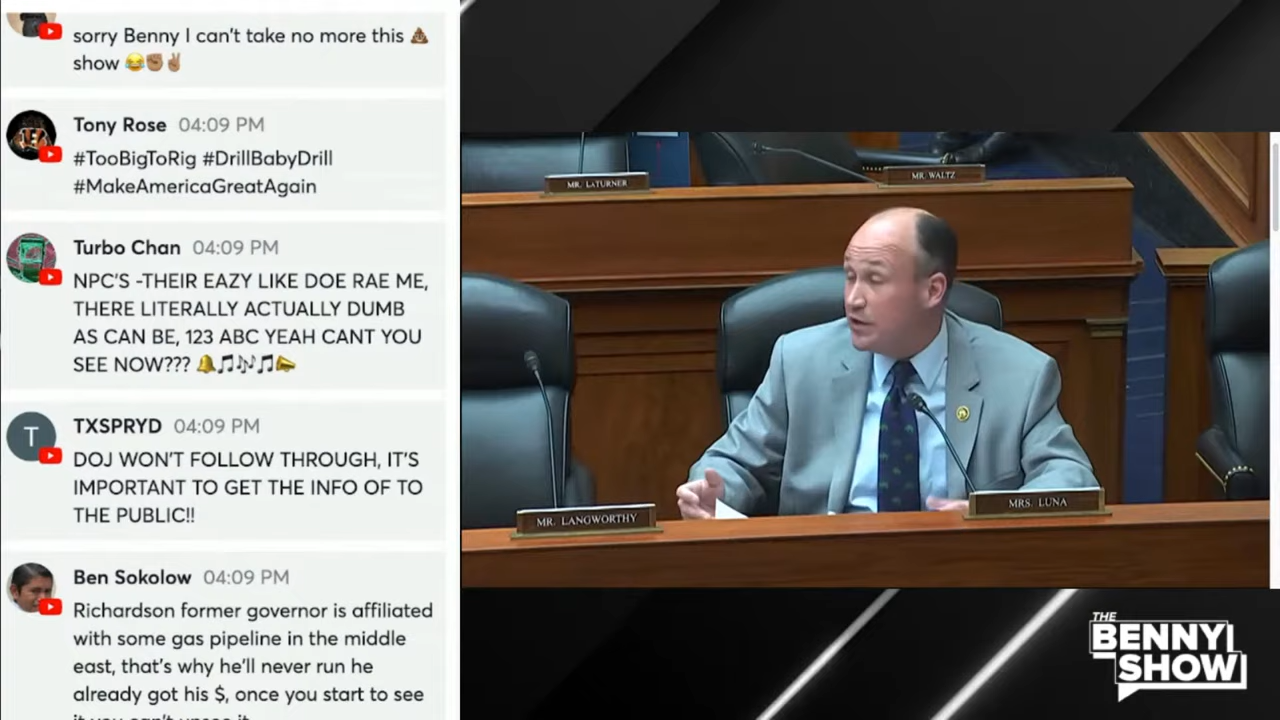 sorry Benny I can't take no more this 💩
show 😂✊🏽✌🏽
Tony Rose 04:09 PM
#TooBigToRig #DrillBabyDrill
#MakeAmericaGreatAgain
Turbo Chan 04:09 PM
NPC'S -THEIR EAZY LIKE DOE RAE ME,
THERE LITERALLY ACTUALLY DUMB
AS CAN BE, 123 ABC YEAH CANT YOU
SEE NOW??? 🔔🎵🎶🎵📣
T
TXSPRYD 04:09 PM
DOJ WON'T FOLLOW THROUGH, IT'S
IMPORTANT TO GET THE INFO OF TO
THE PUBLIC!!
Ben Sokolow 04:09 PM
Richardson former governor is affiliated
with some gas pipeline in the middle
east, that's why he'll never run he
already got his $, once you start to see
it you can't unsee it
MR. LATURNER
MR. WALTZ
MR. LANGWORTHY
MRS. LUNA
THE
BENNY
SHOW